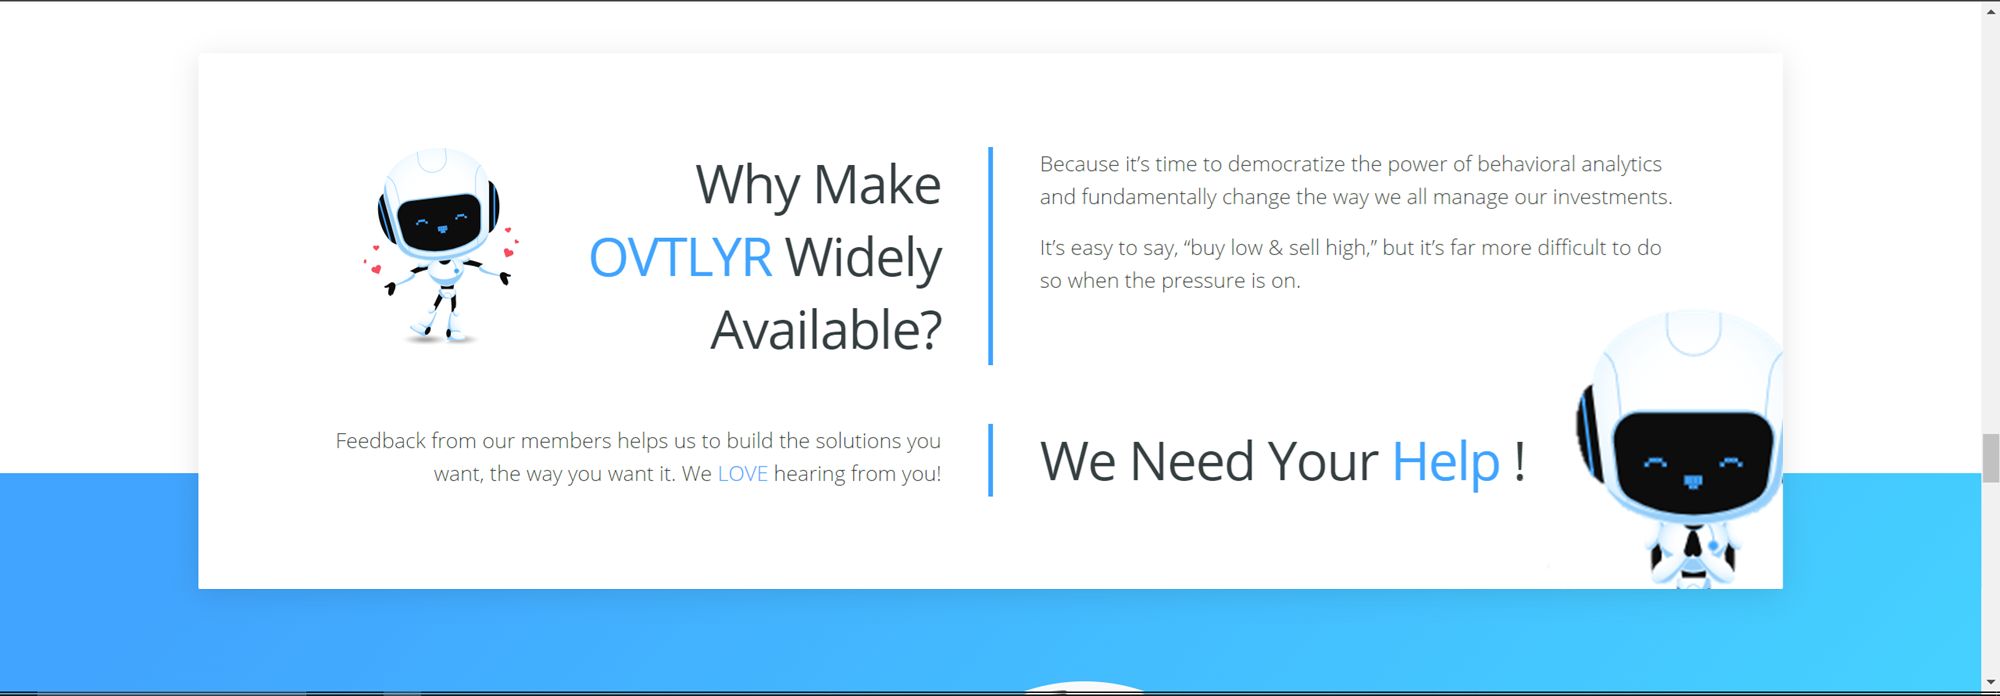 Why Make
OVTLYR Widely
Available?
Because it’s time to democratize the power of behavioral analytics
and fundamentally change the way we all manage our investments.
It’s easy to say, “buy low & sell high,” but it’s far more difficult to do
so when the pressure is on.
Feedback from our members helps us to build the solutions you
want, the way you want it. We LOVE hearing from you!
We Need Your Help !